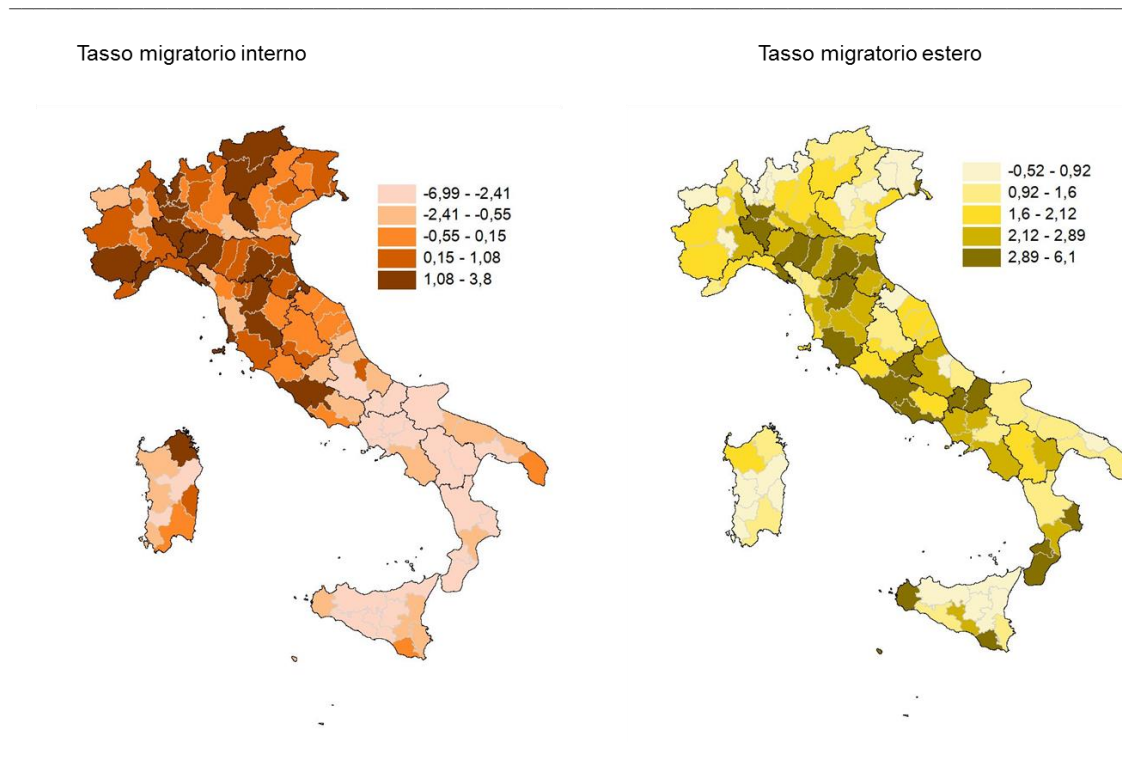 Tasso migratorio interno
Tasso migratorio estero
-6,99 - -2,41
-2,41 - -0,55
-0,55 - 0,15
0,15 - 1,08
1,08 - 3,8
-0,52 - 0,92
0,92 - 1,6
1,6 - 2,12
2,12 - 2,89
2,89 - 6,1